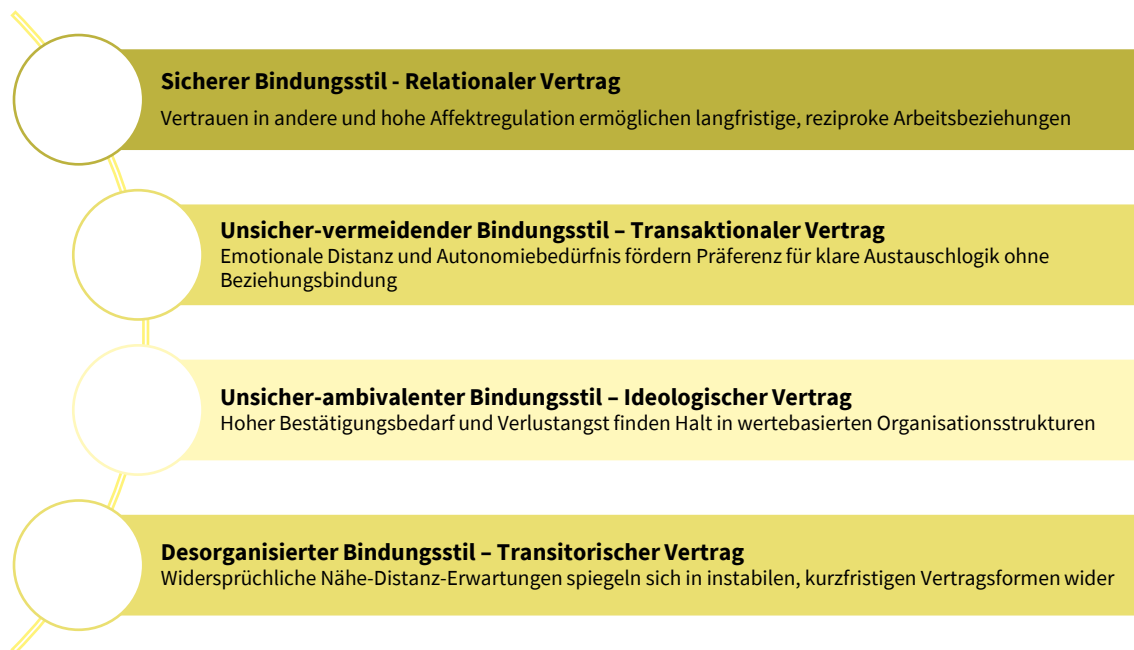 Sicherer Bindungsstil - Relationaler Vertrag
Vertrauen in andere und hohe Affektregulation ermöglichen langfristige, reziproke Arbeitsbeziehungen
Unsicher-vermeidender Bindungsstil – Transaktionaler Vertrag
Emotionale Distanz und Autonomiebedürfnis fördern Präferenz für klare Austauschlogik ohne
Beziehungsbindung
Unsicher-ambivalenter Bindungsstil – Ideologischer Vertrag
Hoher Bestätigungsbedarf und Verlustangst finden Halt in wertebasierten Organisationsstrukturen
Desorganisierter Bindungsstil – Transitorischer Vertrag
Widersprüchliche Nähe-Distanz-Erwartungen spiegeln sich in instabilen, kurzfristigen Vertragsformen wider